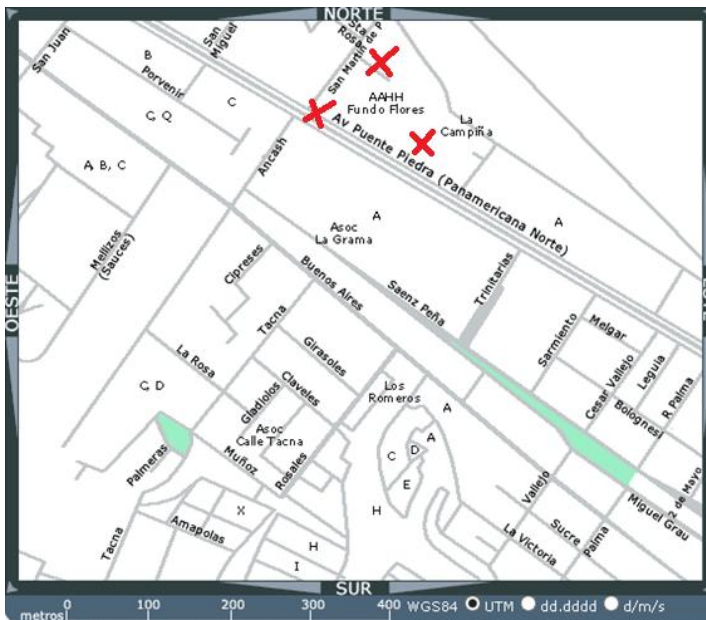 NORTE
San Juan
B
Porvenir
San
Miguel
Sta
Rosa
San Martin de P
C
C, Q
AAHH
Fundo Flores
La
Campiña
Av Puente Piedra (Panamericana Norte)
Ancash
A, B, C
A
A
Asoc
La Grama
Mellizos
(Sauces)
OESTE
Cipreses
Buenos Aires
Saenz Peña
Trinitarias
Tacna
Sarmiento
Melgar
La Rosa
Girasoles
Cesar Vallejo
Leguia
R Palma
C, D
Gladiolos
Claveles
Los
Romeros
A
Bolognesi
Asoc
Calle Tacna
A
C
D
E
Palmeras
Muñoz
Rosales
X
H
Vallejo
Miguel Grau
2 de Mayo
Tacna
Amapolas
H
I
La Victoria
Sucre
Palma
SUR
metros
0 100 200 300 400
WGS84 UTM dd.dddd d/m/s